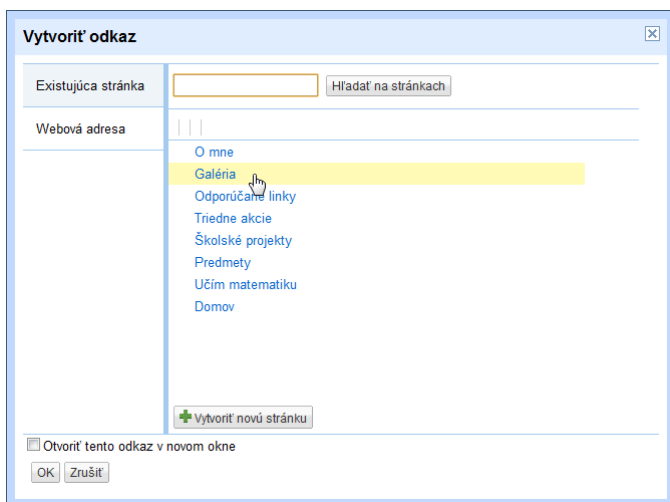 Vytvoriť odkaz
Existujúca stránka
Hľadať na stránkach
Webová adresa
O mne
Galéria
Odporúčané linky
Triedne akcie
Školské projekty
Predmety
Učím matematiku
Domov
Vytvoriť novú stránku
Otvoriť tento odkaz v novom okne
OK Zrušiť